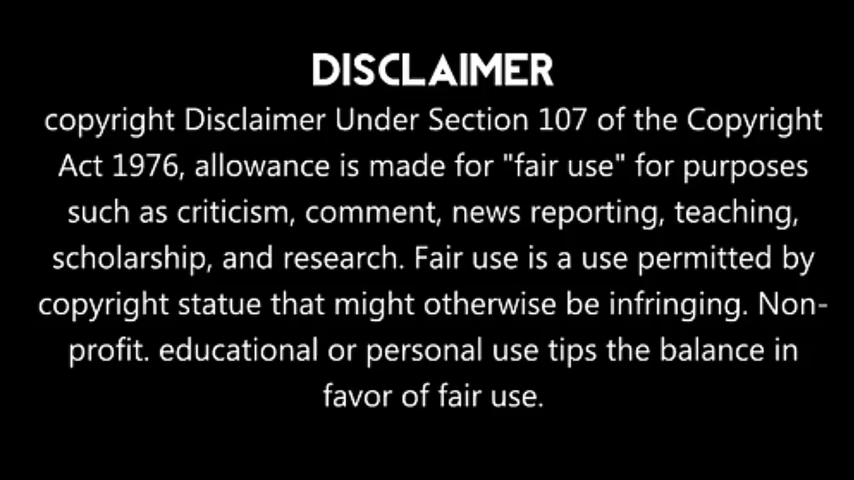 DISCLAIMER
copyright Disclaimer Under Section 107 of the Copyright
Act 1976, allowance is made for "fair use" for purposes
such as criticism, comment, news reporting, teaching,
scholarship, and research. Fair use is a use permitted by
copyright statue that might otherwise be infringing. Non-
profit. educational or personal use tips the balance in
favor of fair use.